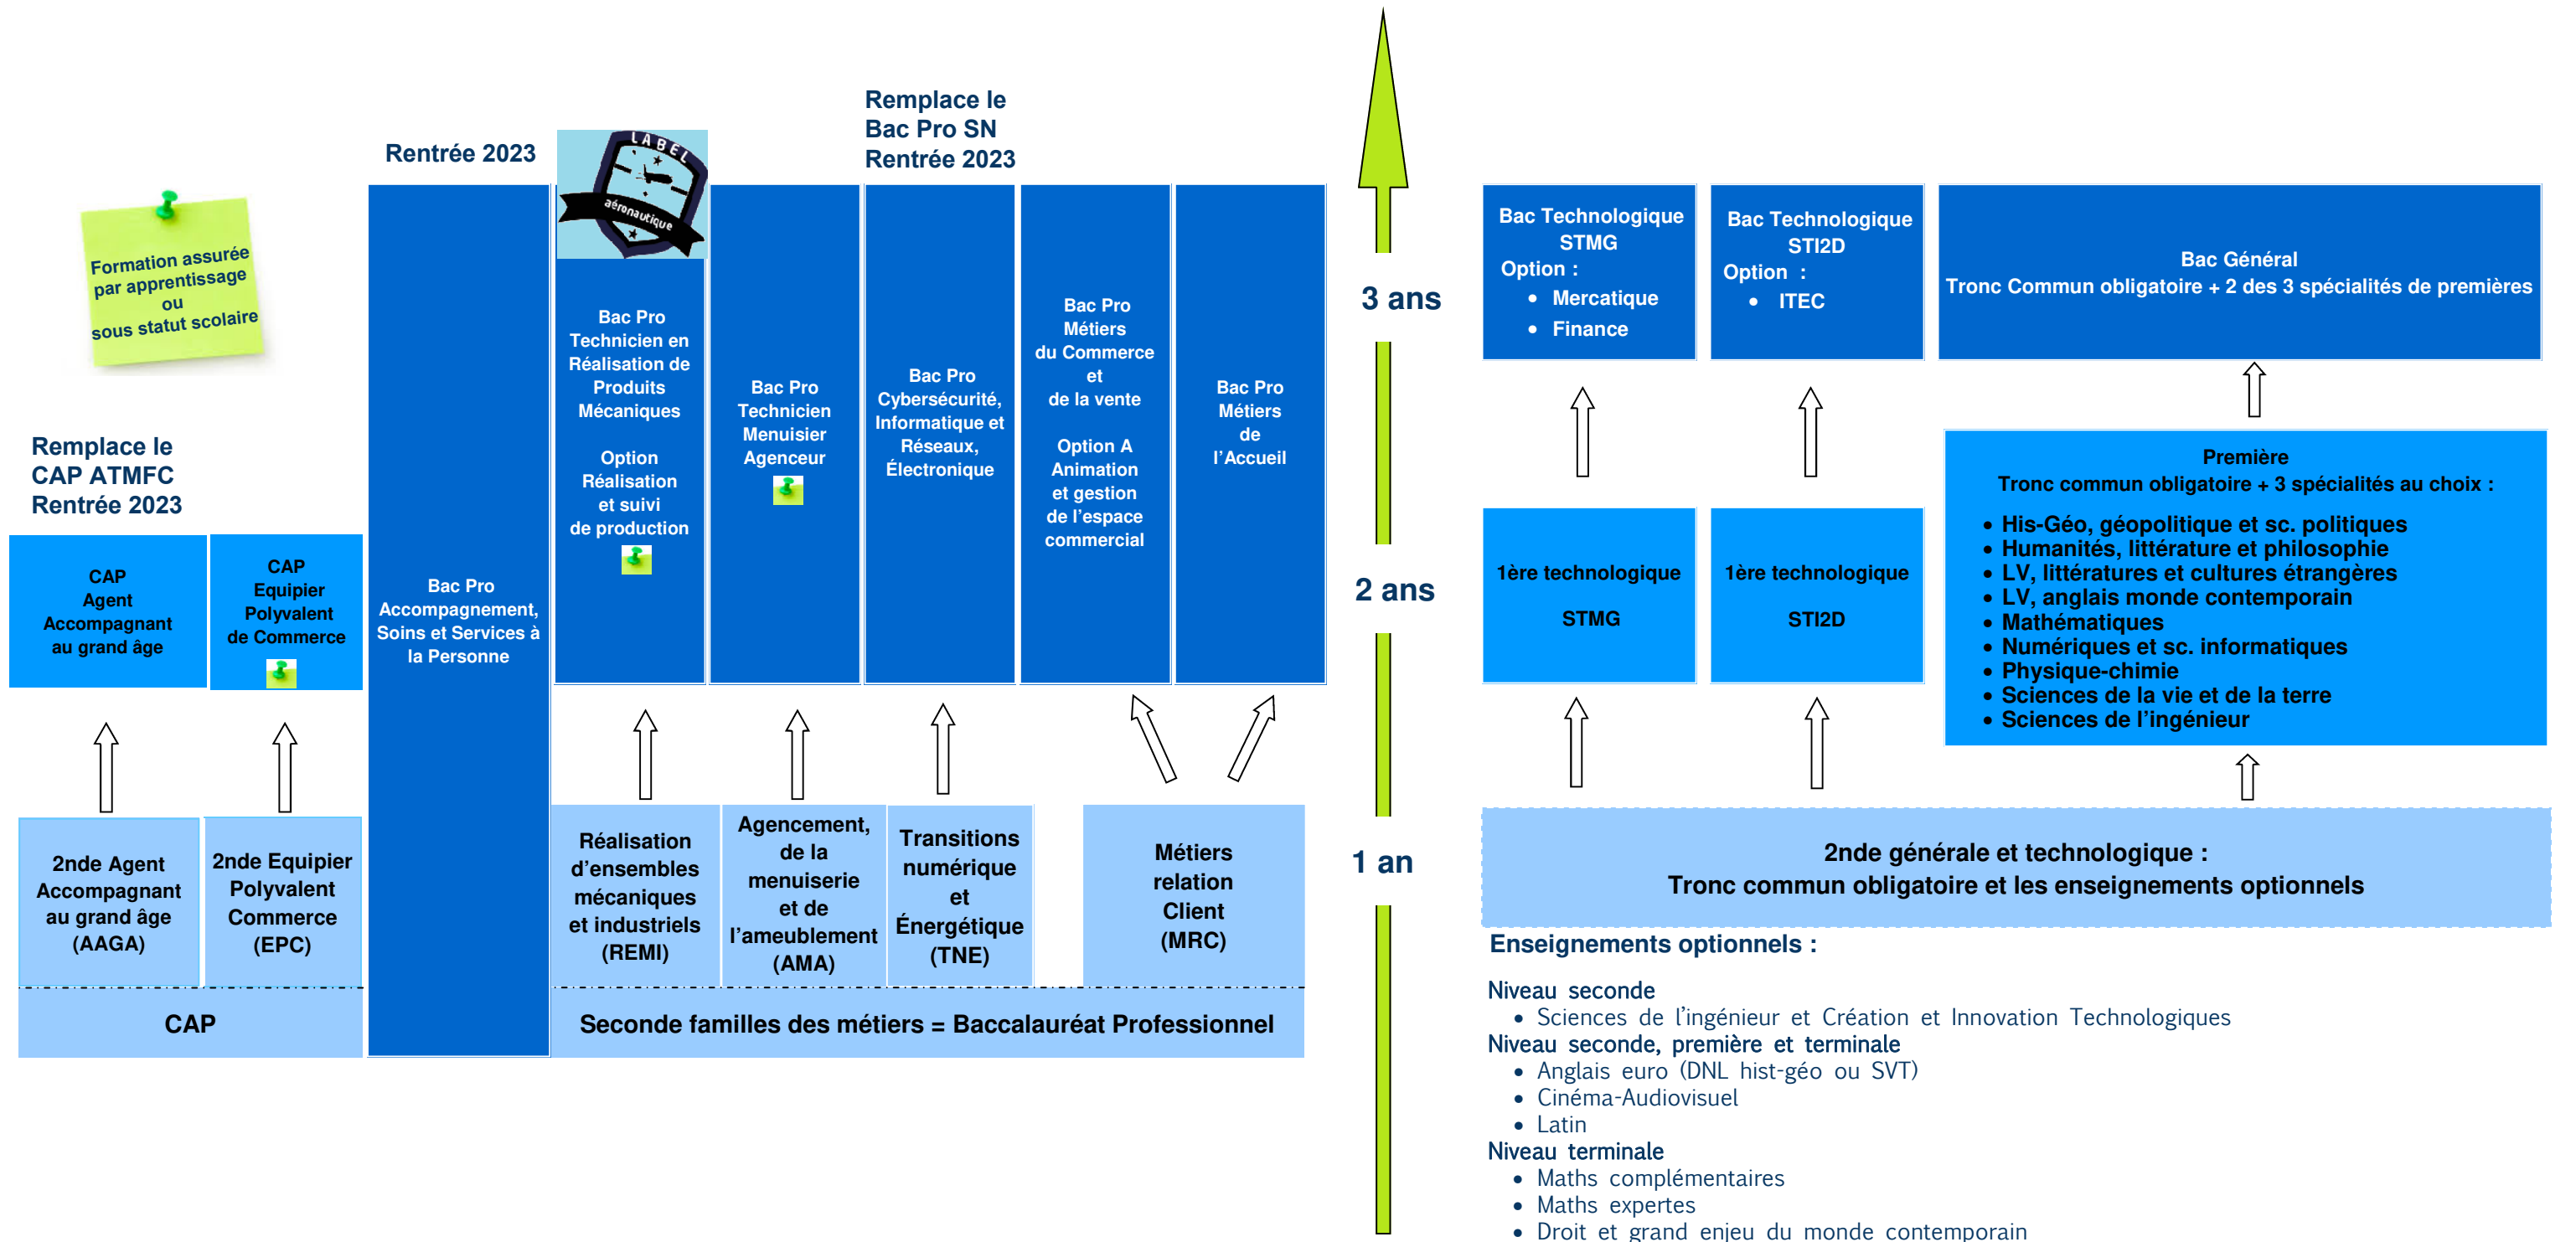 Remplace le
Bac Pro SN
Rentrée 2023
Rentrée 2023
LABEL
aéronautique
Formation assurée
par apprentissage
ou
sous statut scolaire
Remplace le
CAP ATMFC
Rentrée 2023
CAP
Agent
Accompagnant
au grand âge
CAP
Equipier
Polyvalent
de Commerce
Bac Pro
Accompagnement,
Soins et Services à
la Personne
Bac Pro
Technicien en
Réalisation de
Produits
Mécaniques
Option
Réalisation
et suivi
de production
Bac Pro
Technicien
Menuisier
Agenceur
Bac Pro
Cybersécurité,
Informatique et
Réseaux,
Électronique
Bac Pro
Métiers
du Commerce
et
de la vente
Option A
Animation
et gestion
de l'espace
commercial
Bac Pro
Métiers
de
l'Accueil
2nde Agent
Accompagnant
au grand âge
(AAGA)
2nde Equipier
Polyvalent
Commerce
(EPC)
CAP
Réalisation
d'ensembles
mécaniques
et industriels
(REMI)
Agencement,
de la
menuiserie
et de
l'ameublement
(AMA)
Transitions
numérique
et
Énergétique
(TNE)
Métiers
relation
Client
(MRC)
Seconde familles des métiers = Baccalauréat Professionnel
3 ans
2 ans
1 an
Bac Technologique
STMG
Option :
• Mercatique
• Finance
Bac Technologique
STI2D
Option :
• ITEC
Bac Général
Tronc Commun obligatoire + 2 des 3 spécialités de premières
1ère technologique
STMG
1ère technologique
STI2D
Première
Tronc commun obligatoire + 3 spécialités au choix :
• His-Géo, géopolitique et sc. politiques
• Humanités, littérature et philosophie
• LV, littératures et cultures étrangères
• LV, anglais monde contemporain
• Mathématiques
• Numériques et sc. informatiques
• Physique-chimie
• Sciences de la vie et de la terre
• Sciences de l'ingénieur
2nde générale et technologique :
Tronc commun obligatoire et les enseignements optionnels
Enseignements optionnels :
Niveau seconde
• Sciences de l'ingénieur et Création et Innovation Technologiques
Niveau seconde, première et terminale
• Anglais euro (DNL hist-géo ou SVT)
• Cinéma-Audiovisuel
• Latin
Niveau terminale
• Maths complémentaires
• Maths expertes
• Droit et grand enjeu du monde contemporain